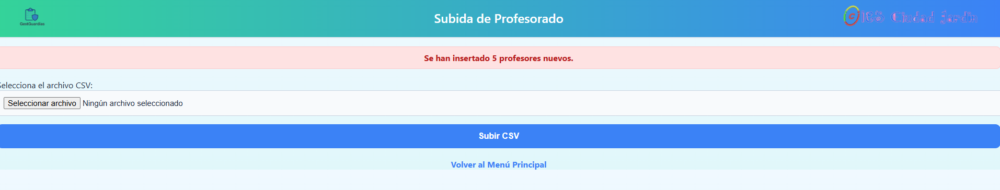 GestGuardias
Subida de Profesorado
IES Ciudad Jardín
Se han insertado 5 profesores nuevos.
Selecciona el archivo CSV:
Seleccionar archivo Ningún archivo seleccionado
Subir CSV
Volver al Menú Principal